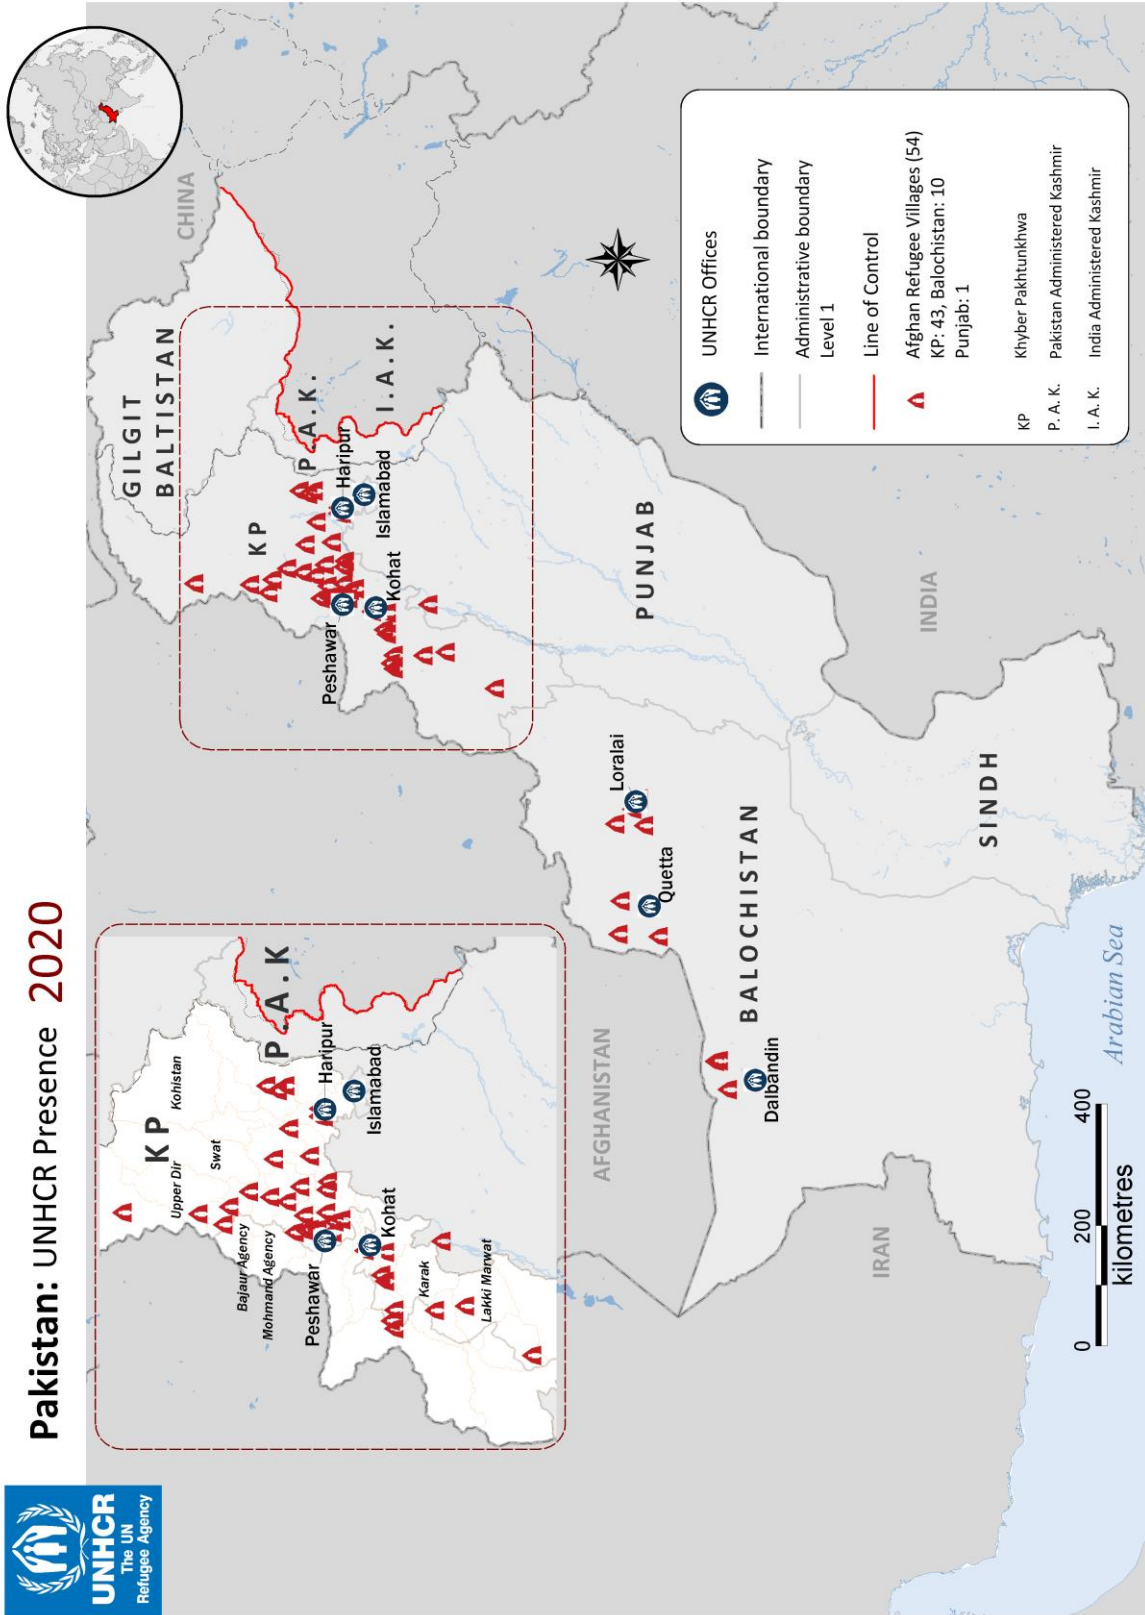 UNHCR
The UN
Refugee Agency
Pakistan: UNHCR Presence 2020
KP
Kohistan
Upper Dir
Swat
Bajaur Agency
Mohmand Agency
P.A.K
Peshawar
Haripur
Islamabad
Kohat
Karak
Lakki Marwat
CHINA
GILGIT
BALTISTAN
KP
P.A.K.
I.A.K.
Peshawar
Haripur
Islamabad
Kohat
PUNJAB
Loralai
Quetta
BALOCHISTAN
Dalbandin
SINDH
AFGHANISTAN
IRAN
INDIA
Arabian Sea
0 200 400
kilometres
UNHCR Offices
International boundary
Administrative boundary
Level 1
Line of Control
Afghan Refugee Villages (54)
KP: 43, Balochistan: 10
Punjab: 1
KP Khyber Pakhtunkhwa
P. A. K. Pakistan Administered Kashmir
I. A. K. India Administered Kashmir